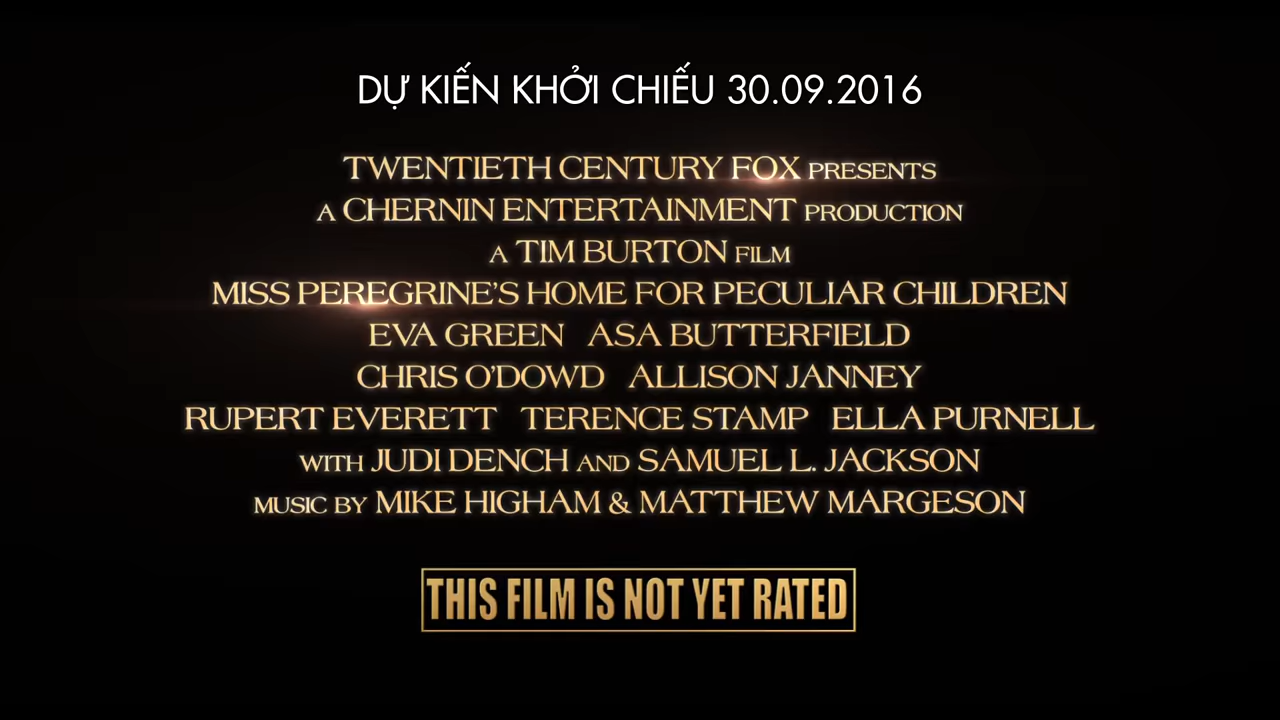 DỰ KIẾN KHỞI CHIẾU 30.09.2016
TWENTIETH CENTURY FOX PRESENTS
A CHERNIN ENTERTAINMENT PRODUCTION
A TIM BURTON FILM
MISS PEREGRINE'S HOME FOR PECULIAR CHILDREN
EVA GREEN ASA BUTTERFIELD
CHRIS O'DOWD ALLISON JANNEY
RUPERT EVERETT TERENCE STAMP ELLA PURNELL
WITH JUDI DENCH AND SAMUEL L. JACKSON
MUSIC BY MIKE HIGHAM & MATTHEW MARGESON
THIS FILM IS NOT YET RATED